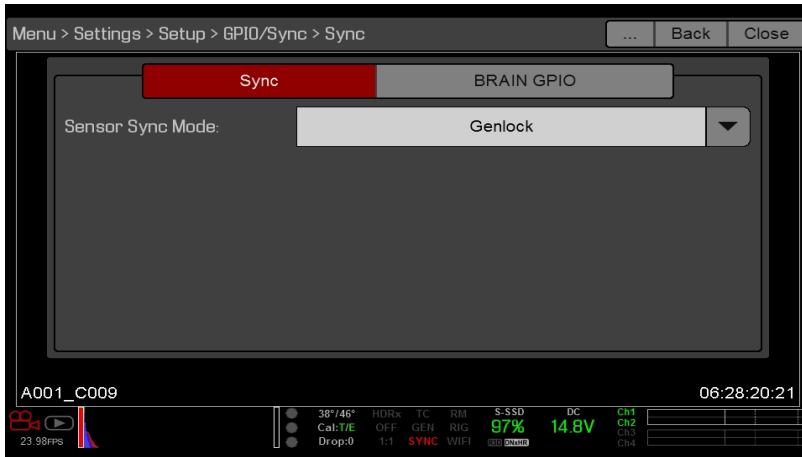 Menu > Settings > Setup > GPIO/Sync > Sync ... Back Close
Sync BRAIN GPIO
Sensor Sync Mode: Genlock
A001_C009 06:28:20:21
38°/46° HDRx TC RM S-SSD DC Ch1
Cal:T/E OFF GEN RIG 97% 14.8V Ch2
23.98FPS Drop:0 1:1 SYNC WIFI DNxHR Ch3
Ch4